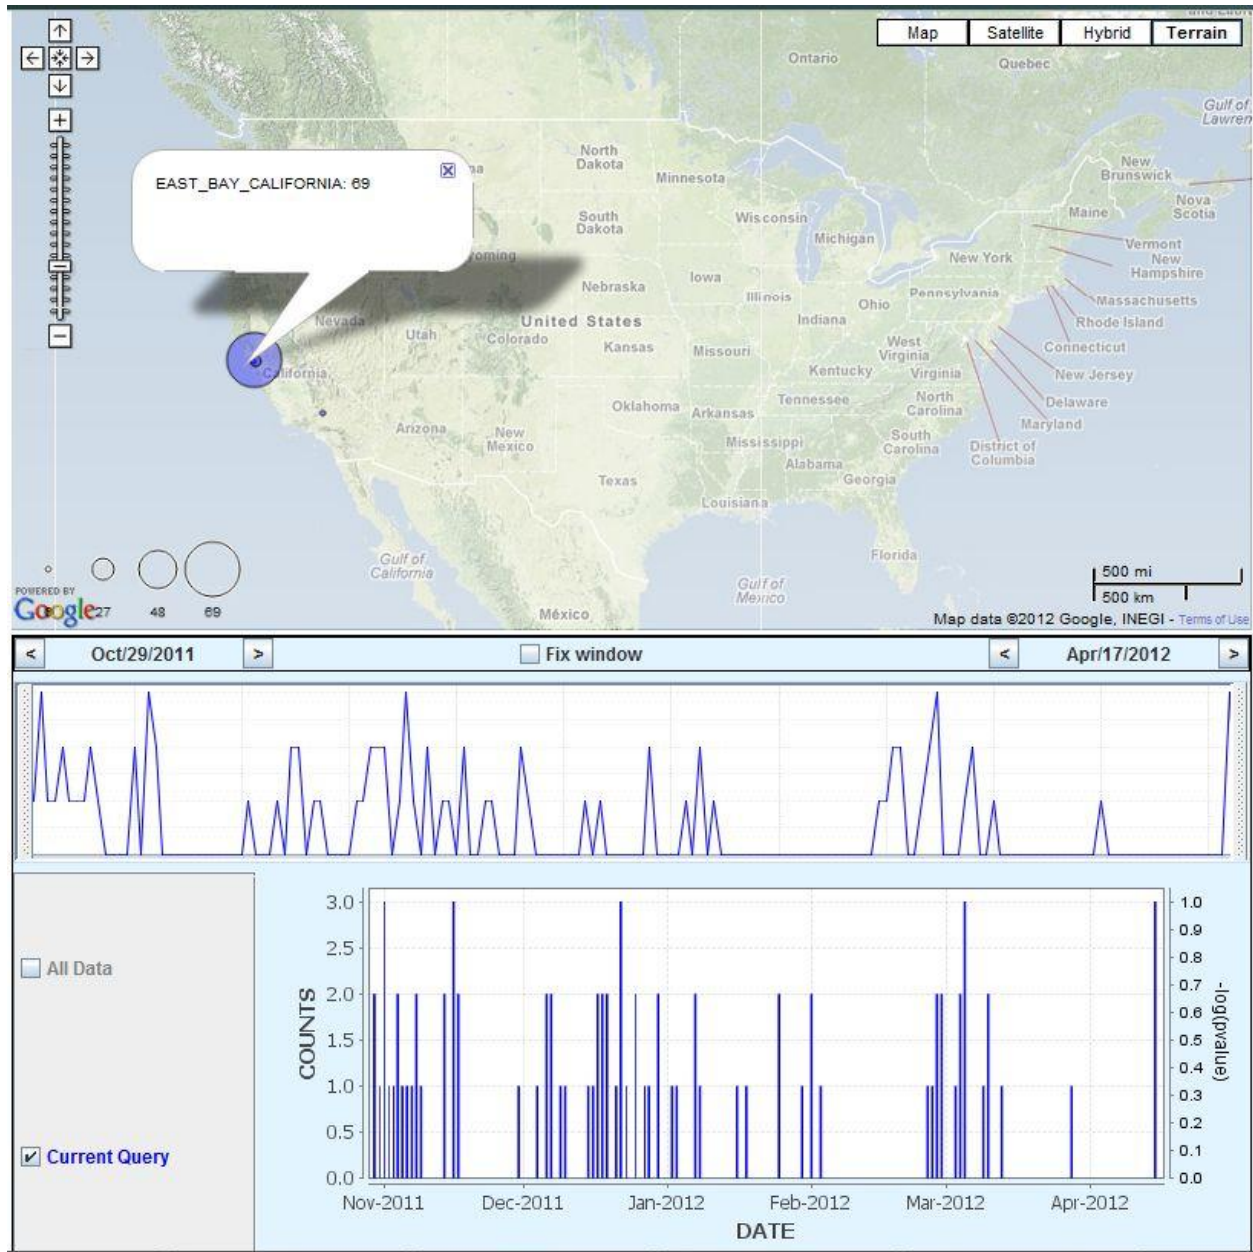 Map
Satellite
Hybrid
Terrain
Ontario
Quebec
Gulf of
Lawren
North
Dakota
Minnesota
New
Brunswick
EAST_BAY_CALIFORNIA: 69
South
Dakota
Wisconsin
Michigan
Maine
Nova
Scotia
Vermont
New York
New
Hampshire
yoming
Nebraska
Iowa
Illinois
Ohio
Pennsylvania
Massachusetts
Rhode Island
Nevada
Utah
Colorado
United States
Kansas
Missouri
Indiana
West
Virginia
Connecticut
California
Kentucky
Virginia
New Jersey
Oklahoma
Arkansas
Tennessee
North
Carolina
Delaware
Maryland
Arizona
New
Mexico
Mississippi
South
Carolina
District of
Columbia
Alabama
Georgia
Texas
Louisiana
Florida
Gulf of
California
Gulf of
Mexico
México
500 mi
500 km
POWERED BY
Google
27
48
69
Map data ©2012 Google, INEGI - Terms of Use
< Oct/29/2011 >
Fix window
< Apr/17/2012 >
All Data
Current Query
COUNTS
3.0
2.5
2.0
1.5
1.0
0.5
0.0
1.0
0.9
0.8
0.7
0.6
0.5
0.4
0.3
0.2
0.1
0.0
-log(pvalue)
Nov-2011
Dec-2011
Jan-2012
Feb-2012
Mar-2012
Apr-2012
DATE